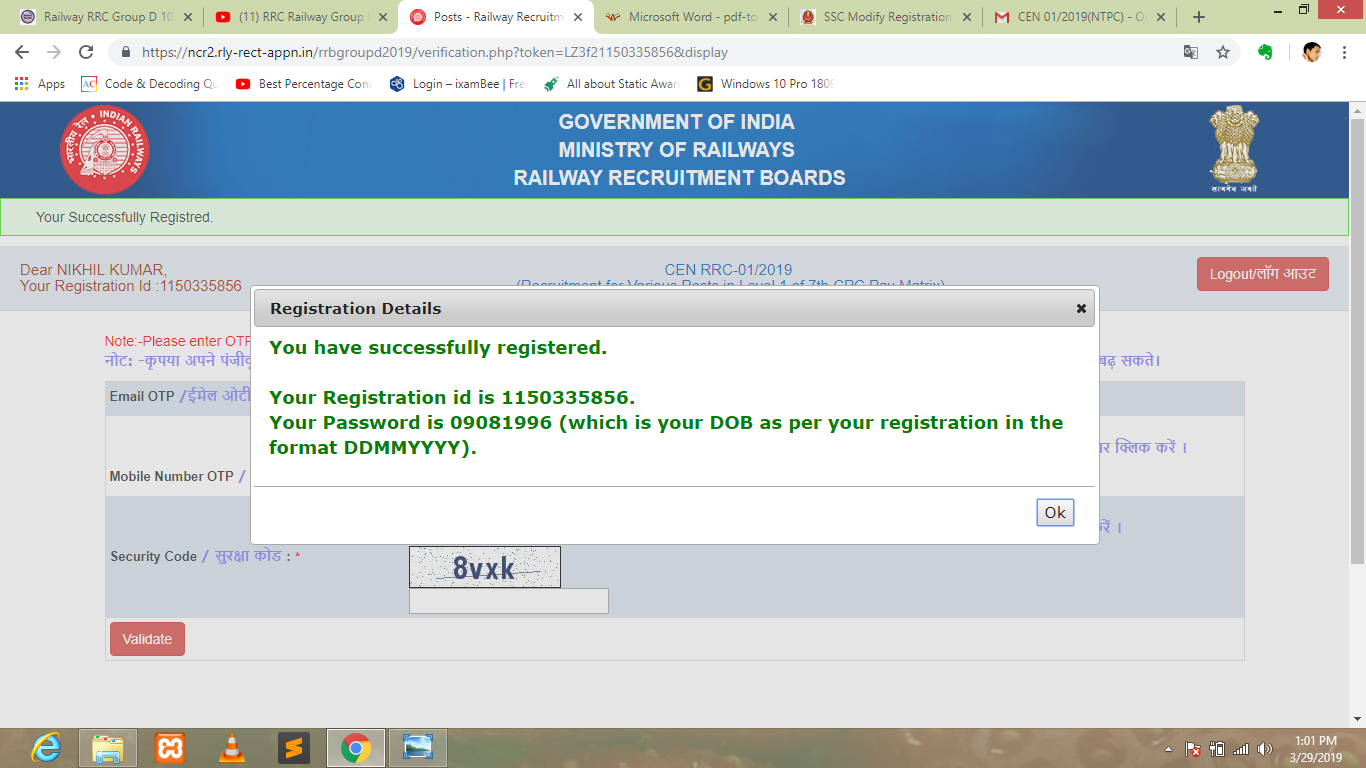 Railway RRC Group D 10
(11) RRC Railway Group
Posts - Railway Recruitm
Microsoft Word - pdf-to
SSC Modify Registration
CEN 01/2019(NTPC) - O
https://ncr2.rly-rect-appn.in/rrbgroupd2019/verification.php?token=LZ3f21150335856&display
Apps
AC Code & Decoding Qu
Best Percentage Conc
Login – ixamBee | Fre
All about Static Awar
G Windows 10 Pro 1809
भारतीय रेल
INDIAN RAILWAYS
GOVERNMENT OF INDIA
MINISTRY OF RAILWAYS
RAILWAY RECRUITMENT BOARDS
सत्यमेव जयते
Your Successfully Registred.
Dear NIKHIL KUMAR,
Your Registration Id :1150335856
CEN RRC-01/2019
(Recruitment for Various Posts in Level 1 of 7th CPC Pay Matrix)
Logout/लॉग आउट
Registration Details
You have successfully registered.
Your Registration id is 1150335856.
Your Password is 09081996 (which is your DOB as per your registration in the
format DDMMYYYY).
Ok
Note:-Please enter OTP
नोट: -कृपया अपने पंजी
बढ़ सकते।
Email OTP /ईमेल ओटी
क्लिक करें ।
Mobile Number OTP /
Security Code / सुरक्षा कोड : *
8vxk
Validate
1:01 PM
3/29/2019